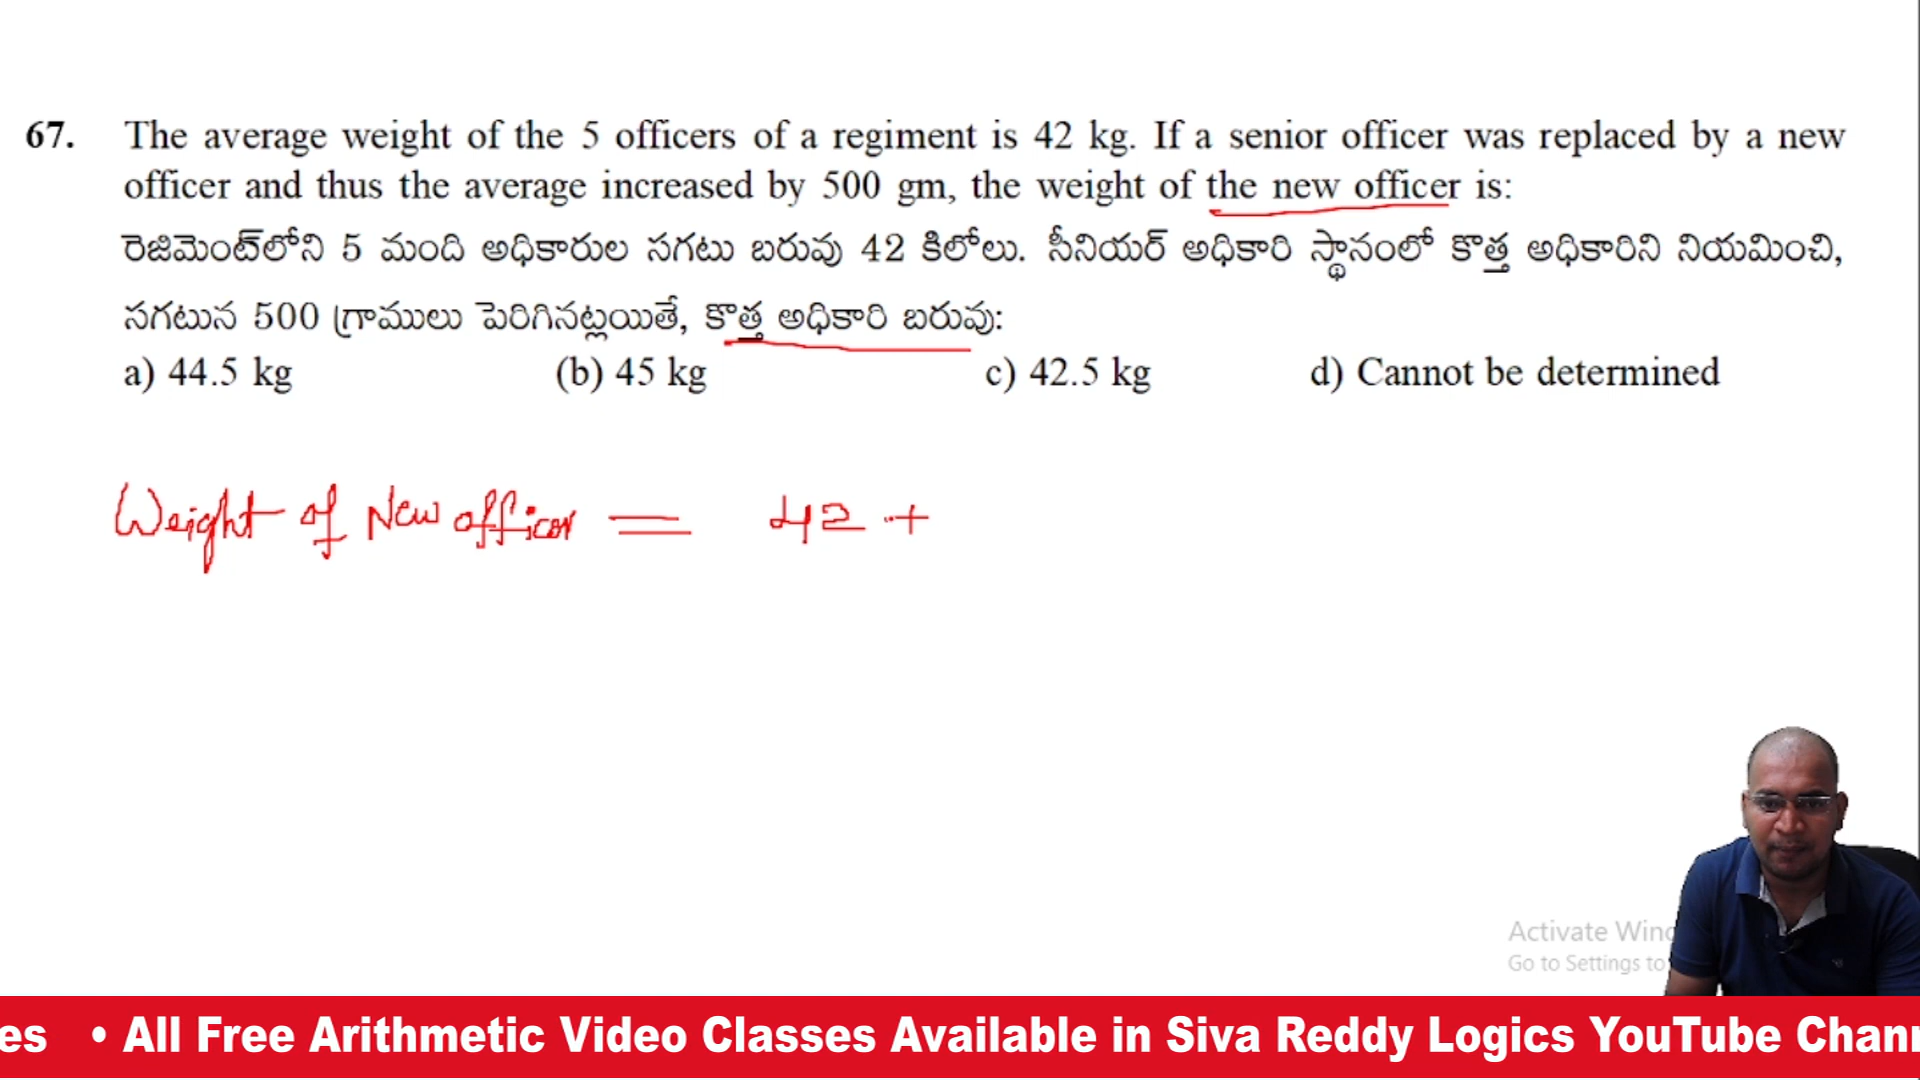 67. The average weight of the 5 officers of a regiment is 42 kg. If a senior officer was replaced by a new
officer and thus the average increased by 500 gm, the weight of the new officer is:
రెజిమెంట్‌లోని 5 మంది అధికారుల సగటు బరువు 42 కిలోలు. సీనియర్ అధికారి స్థానంలో కొత్త అధికారిని నియమించి,
సగటున 500 గ్రాములు పెరిగినట్లయితే, కొత్త అధికారి బరువు:
a) 44.5 kg (b) 45 kg c) 42.5 kg d) Cannot be determined
Weight of New officer = 42 +
Activate Wind
Go to Settings to
es • All Free Arithmetic Video Classes Available in Siva Reddy Logics YouTube Chann